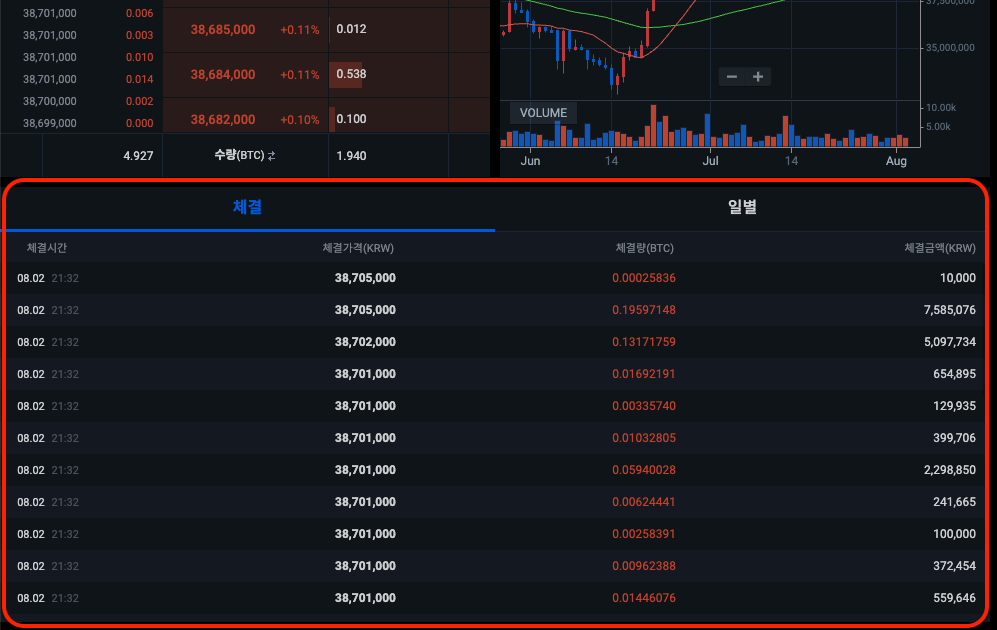 38,701,000 0.006
38,701,000 0.003
38,701,000 0.010
38,701,000 0.014
38,700,000 0.002
38,699,000 0.000
38,685,000 +0.11% 0.012
38,684,000 +0.11% 0.538
38,682,000 +0.10% 0.100
4.927 수량(BTC) ⇄ 1.940
37,500,000
35,000,000
− +
VOLUME
10.00k
5.00k
Jun 14 Jul 14 Aug
체결 일별
체결시간 체결가격(KRW) 체결량(BTC) 체결금액(KRW)
08.02 21:32 38,705,000 0.00025836 10,000
08.02 21:32 38,705,000 0.19597148 7,585,076
08.02 21:32 38,702,000 0.13171759 5,097,734
08.02 21:32 38,701,000 0.01692191 654,895
08.02 21:32 38,701,000 0.00335740 129,935
08.02 21:32 38,701,000 0.01032805 399,706
08.02 21:32 38,701,000 0.05940028 2,298,850
08.02 21:32 38,701,000 0.00624441 241,665
08.02 21:32 38,701,000 0.00258391 100,000
08.02 21:32 38,701,000 0.00962388 372,454
08.02 21:32 38,701,000 0.01446076 559,646